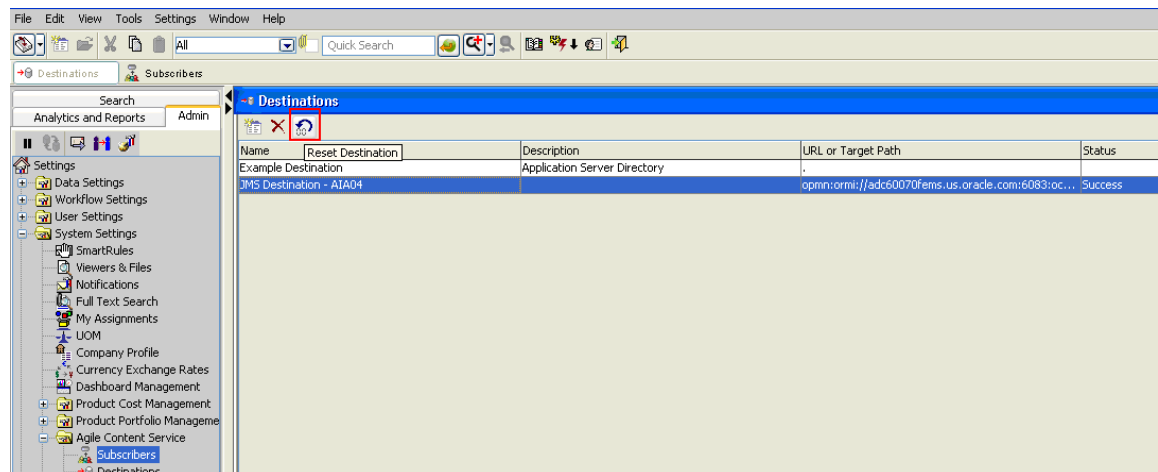 File Edit View Tools Settings Window Help
All Quick Search
Destinations Subscribers
Search
Analytics and Reports Admin
Settings
Data Settings
Workflow Settings
User Settings
System Settings
SmartRules
Viewers & Files
Notifications
Full Text Search
My Assignments
UOM
Company Profile
Currency Exchange Rates
Dashboard Management
Product Cost Management
Product Portfolio Manageme
Agile Content Service
Subscribers
Destinations
Destinations
Reset Destination
Name Description URL or Target Path Status
Example Destination Application Server Directory .
JMS Destination - AIA04 opmn:ormi://adc60070fems.us.oracle.com:6083:oc... Success